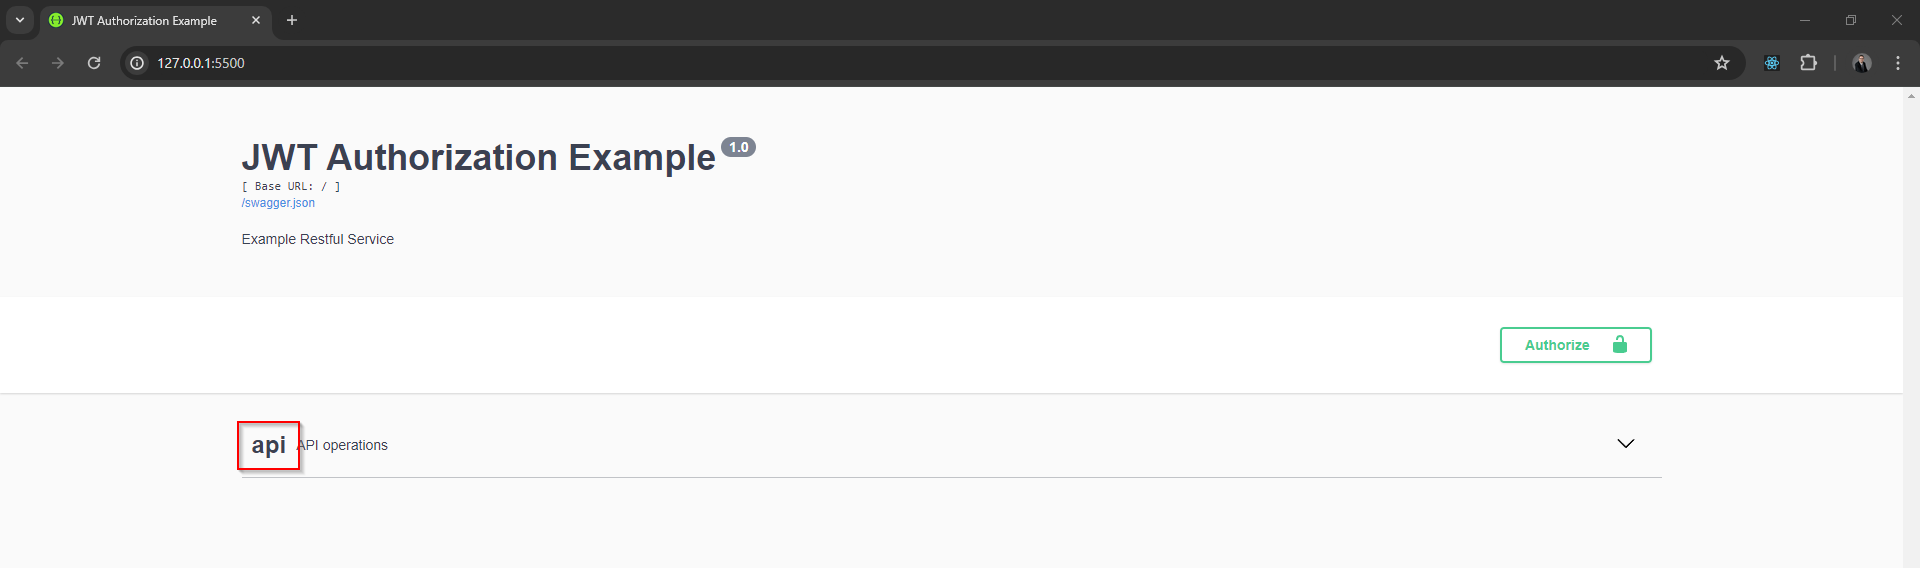 JWT Authorization Example
127.0.0.1:5500
JWT Authorization Example 1.0
[ Base URL: / ]
/swagger.json
Example Restful Service
Authorize
api API operations